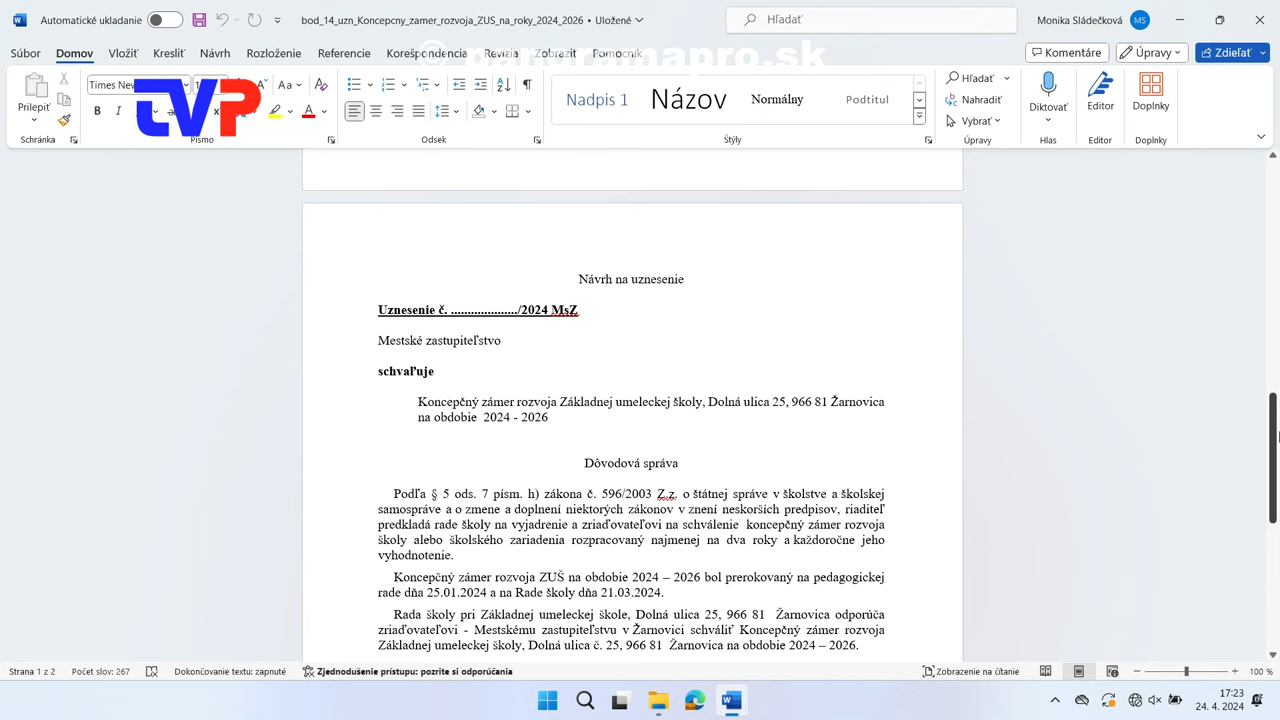 Automatické ukladanie
bod_14_uzn_Koncepcny_zamer_rozvoja_ZUS_na_roky_2024_2026 • Uložené
Hľadať
Monika Sládečková
MS
Súbor Domov Vložiť Kresliť Návrh Rozloženie Referencie Korešpondencia Revízia Zobraziť Pomocník
Komentáre Úpravy Zdieľať
© panoramapro.sk
Prilepiť
Times New
TVP
Nadpis 1 Názov Normálny Podtitul
Hľadať
Nahradiť
Vybrať
Diktovať
Editor
Doplnky
Schránka Písmo Odsek Štýly Úpravy Hlas Editor Doplnky
Návrh na uznesenie
Uznesenie č. ..................../2024 MsZ
Mestské zastupiteľstvo
schvaľuje
Koncepčný zámer rozvoja Základnej umeleckej školy, Dolná ulica 25, 966 81 Žarnovica
na obdobie 2024 - 2026
Dôvodová správa
Podľa § 5 ods. 7 písm. h) zákona č. 596/2003 Z.z. o štátnej správe v školstve a školskej
samospráve a o zmene a doplnení niektorých zákonov v znení neskorších predpisov, riaditeľ
predkladá rade školy na vyjadrenie a zriaďovateľovi na schválenie koncepčný zámer rozvoja
školy alebo školského zariadenia rozpracovaný najmenej na dva roky a každoročne jeho
vyhodnotenie.
Koncepčný zámer rozvoja ZUŠ na obdobie 2024 – 2026 bol prerokovaný na pedagogickej
rade dňa 25.01.2024 a na Rade školy dňa 21.03.2024.
Rada školy pri Základnej umeleckej škole, Dolná ulica 25, 966 81 Žarnovica odporúča
zriaďovateľovi - Mestskému zastupiteľstvu v Žarnovici schváliť Koncepčný zámer rozvoja
Základnej umeleckej školy, Dolná ulica č. 25, 966 81 Žarnovica na obdobie 2024 – 2026.
Strana 1 z 2 Počet slov: 267 Dokončovanie textu: zapnuté Zjednodušenie prístupu: pozrite si odporúčania
Zobrazenie na čítanie
100 %
17:23
24. 4. 2024